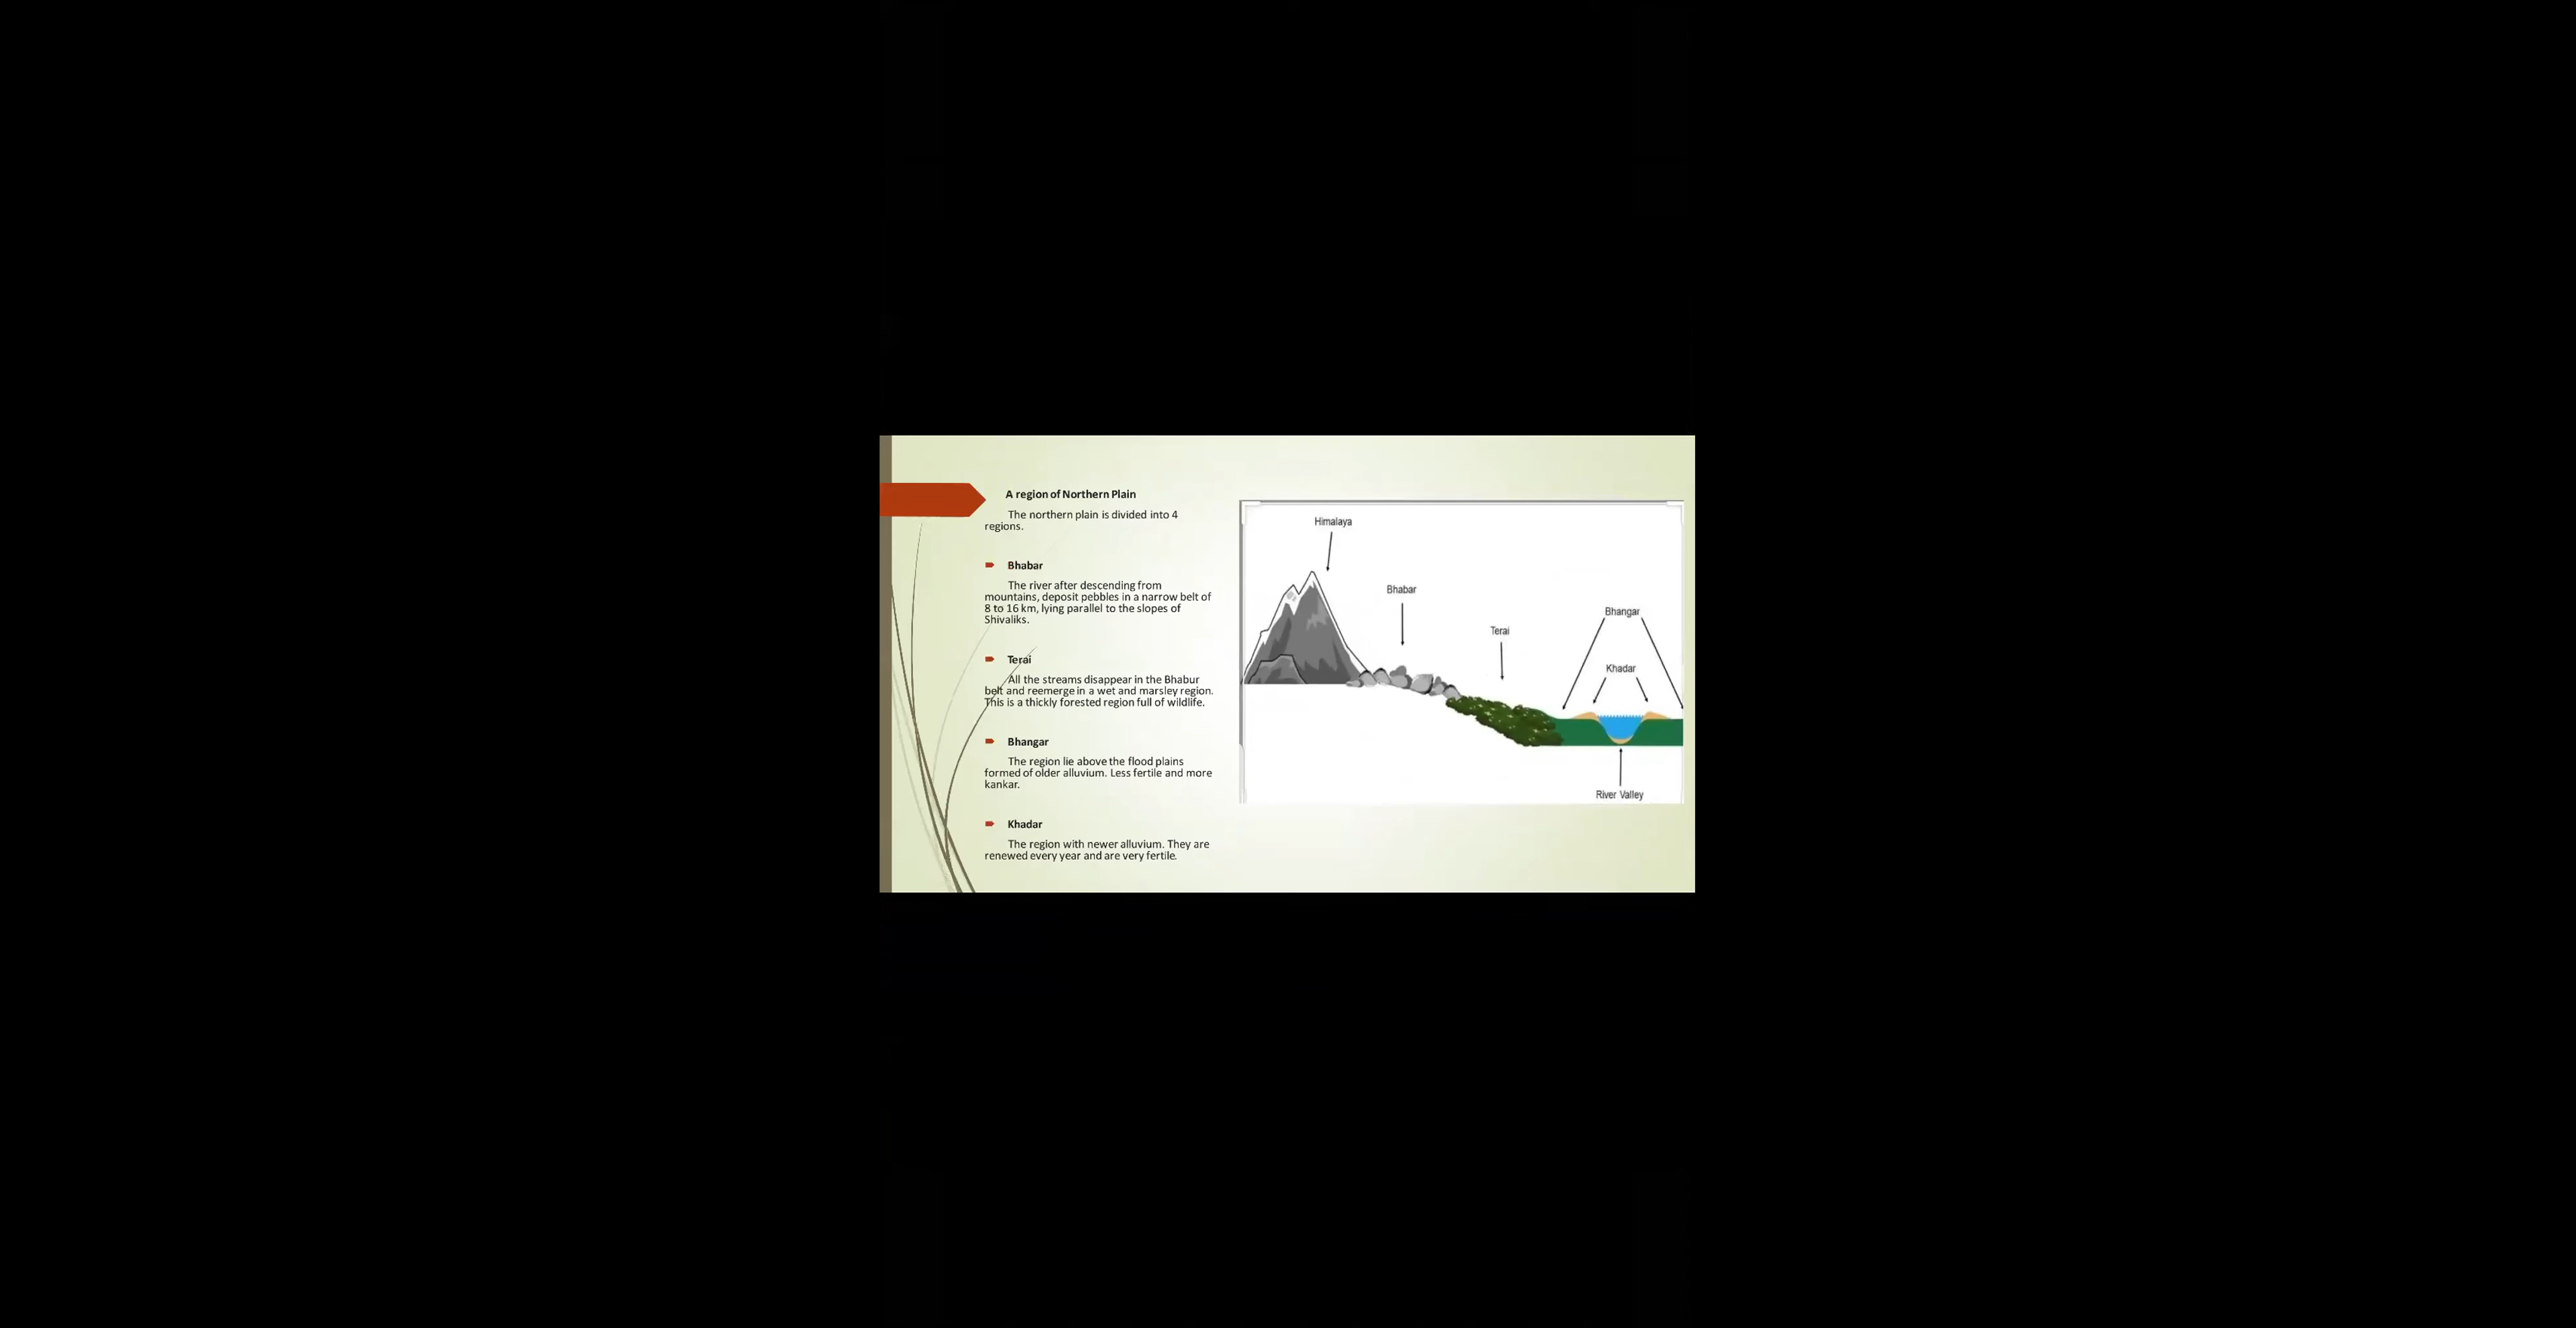 A region of Northern Plain
The northern plain is divided into 4
regions.
Bhabar
The river after descending from
mountains, deposit pebbles in a narrow belt of
8 to 16 km, lying parallel to the slopes of
Shivaliks.
Terai
All the streams disappear in the Bhabur
belt and reemerge in a wet and marsley region.
This is a thickly forested region full of wildlife.
Bhangar
The region lie above the flood plains
formed of older alluvium. Less fertile and more
kankar.
Khadar
The region with newer alluvium. They are
renewed every year and are very fertile.
Himalaya
Bhabar
Terai
Bhangar
Khadar
River Valley